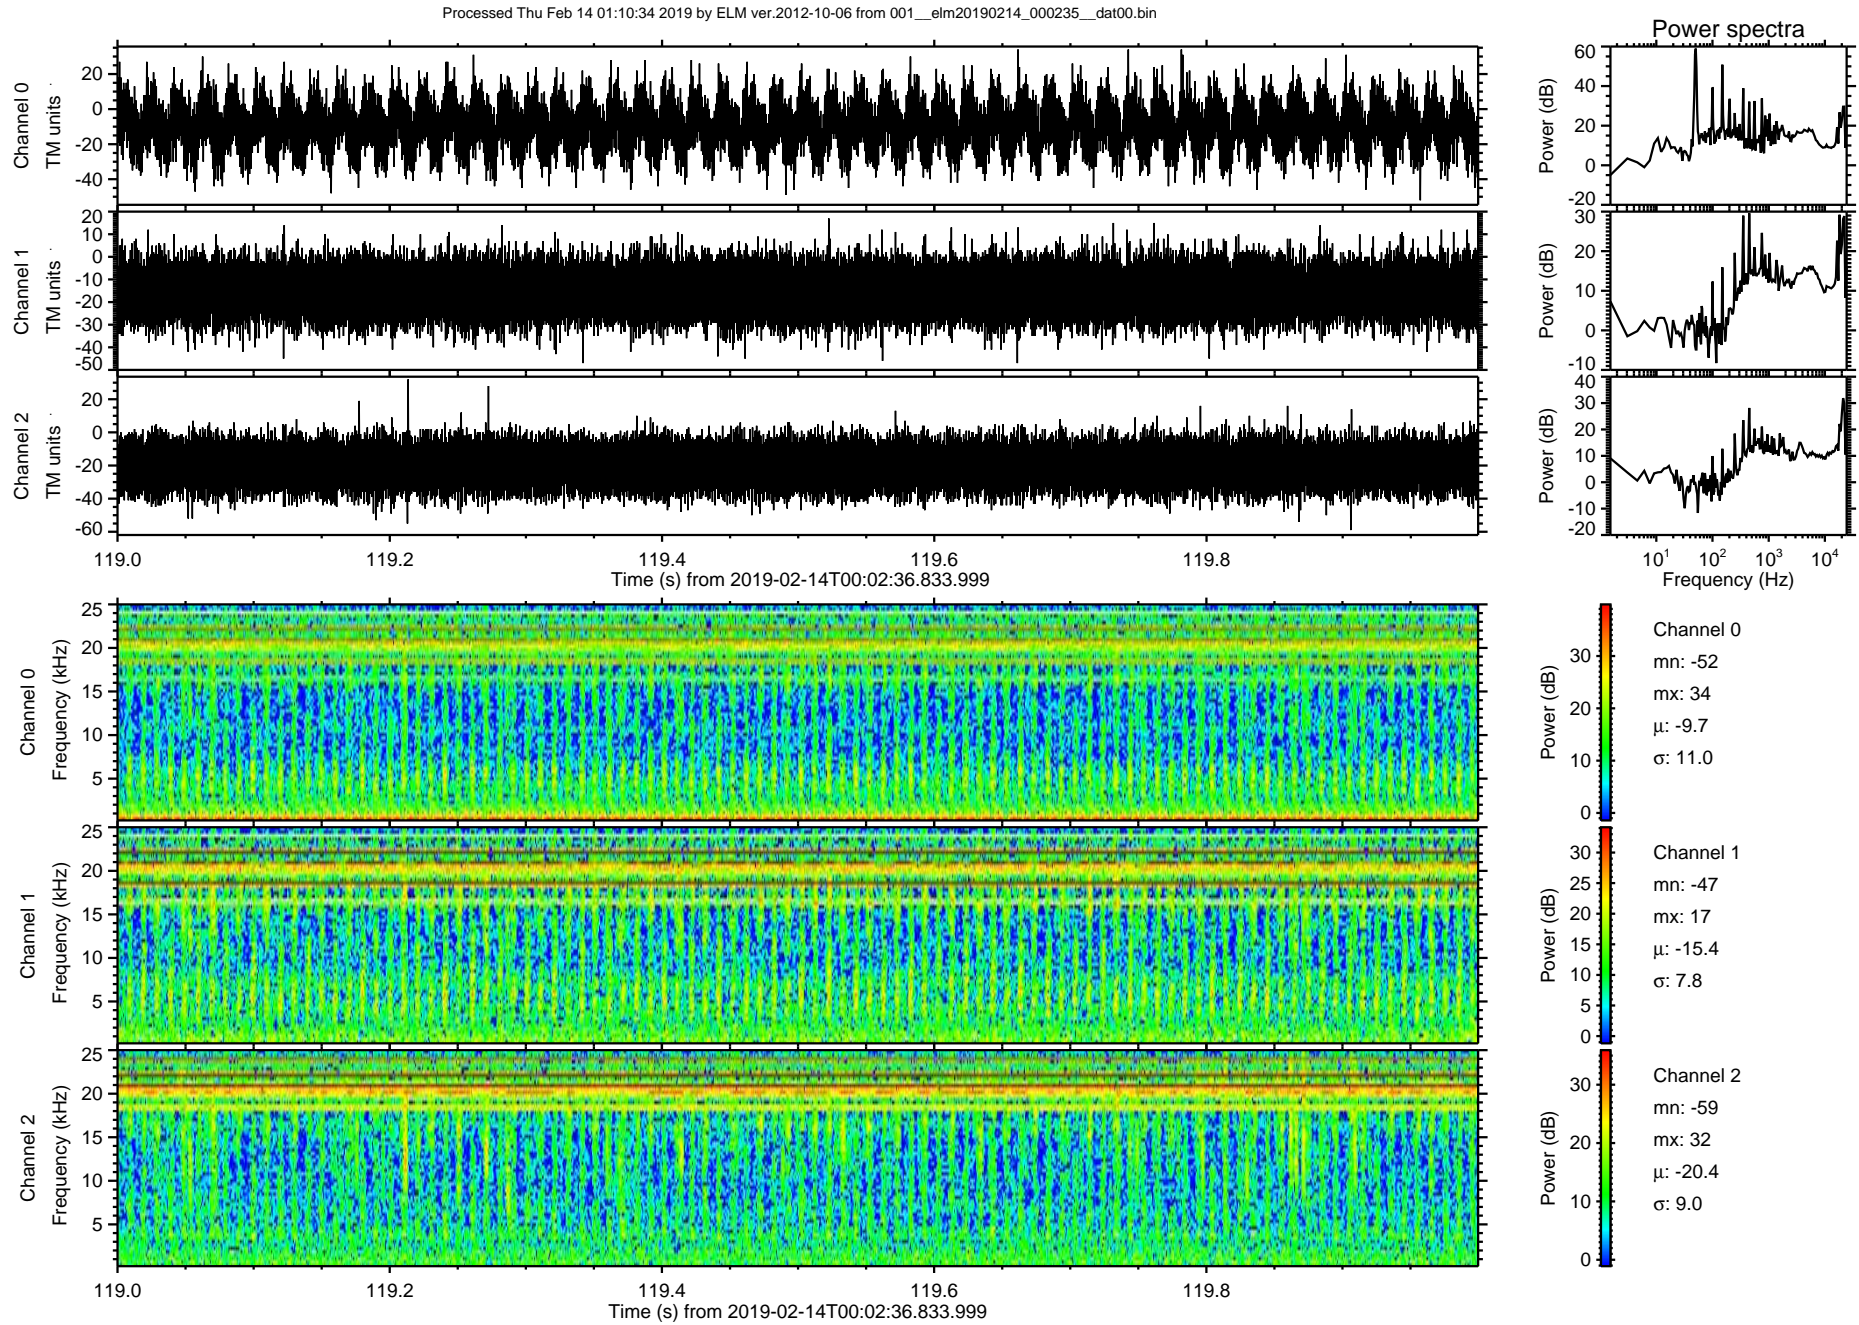 Processed Thu Feb 14 01:10:34 2019 by ELM ver.2012-10-06 from 001__elm20190214_000235__dat00.bin
Power spectra
Channel 0
TM units
20
0
-20
-40
Power (dB)
60
40
20
0
-20
Channel 1
TM units
20
10
0
-10
-20
-30
-40
-50
Power (dB)
30
20
10
0
-10
Channel 2
TM units
20
0
-20
-40
-60
Power (dB)
40
30
20
10
0
-10
-20
119.0 119.2 119.4 119.6 119.8
Time (s) from 2019-02-14T00:02:36.833.999
10¹ 10² 10³ 10⁴
Frequency (Hz)
Channel 0
Frequency (kHz)
25
20
15
10
5
Power (dB)
30
20
10
0
Channel 0
mn: -52
mx: 34
μ: -9.7
σ: 11.0
Channel 1
Frequency (kHz)
25
20
15
10
5
Power (dB)
30
25
20
15
10
5
0
Channel 1
mn: -47
mx: 17
μ: -15.4
σ: 7.8
Channel 2
Frequency (kHz)
25
20
15
10
5
Power (dB)
30
20
10
0
Channel 2
mn: -59
mx: 32
μ: -20.4
σ: 9.0
119.0 119.2 119.4 119.6 119.8
Time (s) from 2019-02-14T00:02:36.833.999